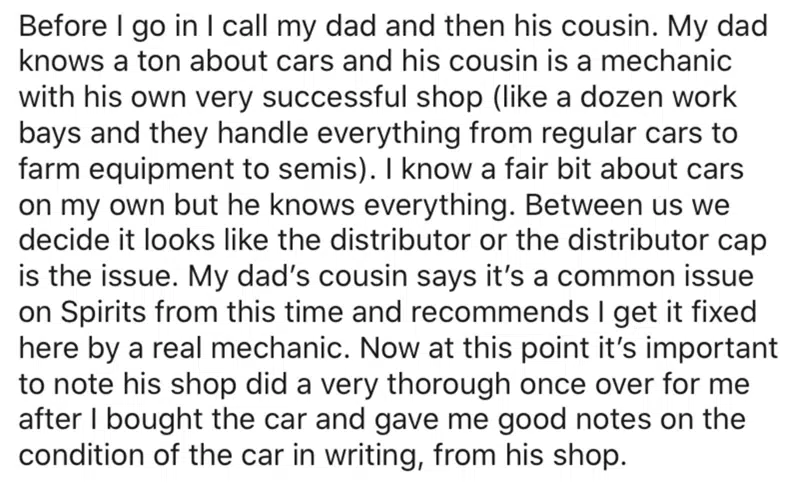 Before I go in I call my dad and then his cousin. My dad
knows a ton about cars and his cousin is a mechanic
with his own very successful shop (like a dozen work
bays and they handle everything from regular cars to
farm equipment to semis). I know a fair bit about cars
on my own but he knows everything. Between us we
decide it looks like the distributor or the distributor cap
is the issue. My dad’s cousin says it’s a common issue
on Spirits from this time and recommends I get it fixed
here by a real mechanic. Now at this point it’s important
to note his shop did a very thorough once over for me
after I bought the car and gave me good notes on the
condition of the car in writing, from his shop.